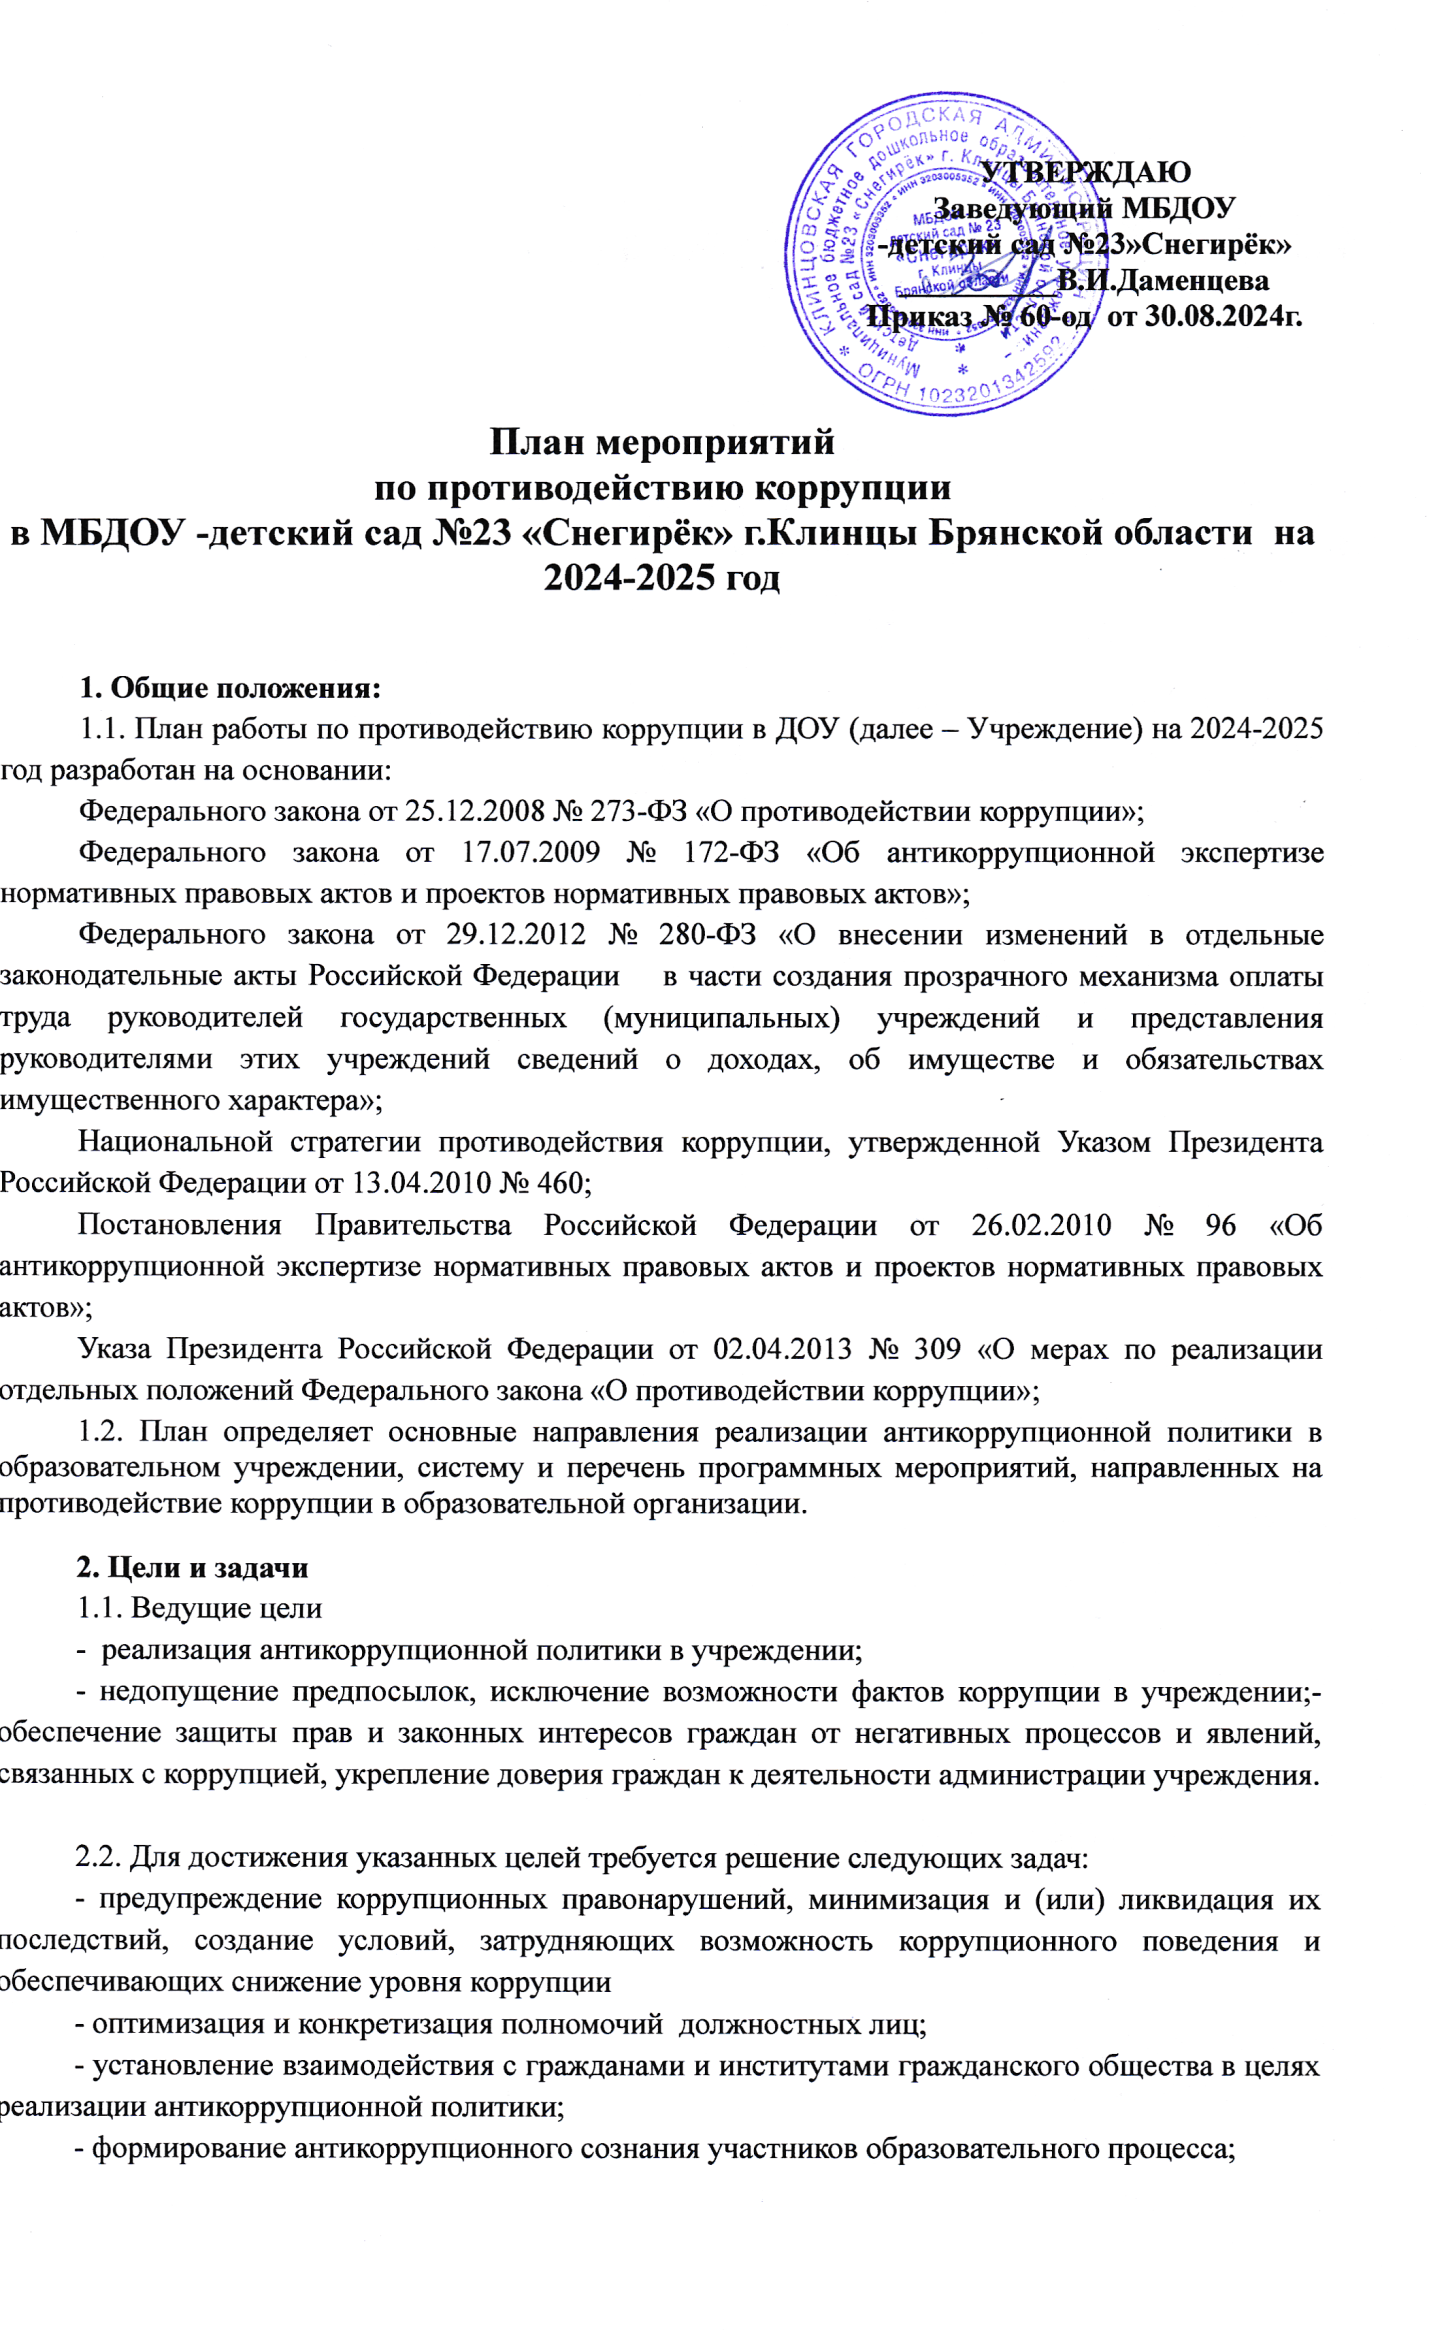 УТВЕРЖДАЮ
Заведующий МБДОУ
-детский сад №23»Снегирёк»
В.И.Даменцева
Приказ № 60-од от 30.08.2024г.
КЛИНЦОВСКАЯ ГОРОДСКАЯ
ОГРН 1023201342592
МБДОУ-
детский сад № 23
г. Клинцы
Брянской области
План мероприятий
по противодействию коррупции
в МБДОУ -детский сад №23 «Снегирёк» г.Клинцы Брянской области на
2024-2025 год
1. Общие положения:
1.1. План работы по противодействию коррупции в ДОУ (далее – Учреждение) на 2024-2025
год разработан на основании:
Федерального закона от 25.12.2008 № 273-ФЗ «О противодействии коррупции»;
Федерального закона от 17.07.2009 № 172-ФЗ «Об антикоррупционной экспертизе
нормативных правовых актов и проектов нормативных правовых актов»;
Федерального закона от 29.12.2012 № 280-ФЗ «О внесении изменений в отдельные
законодательные акты Российской Федерации в части создания прозрачного механизма оплаты
труда руководителей государственных (муниципальных) учреждений и представления
руководителями этих учреждений сведений о доходах, об имуществе и обязательствах
имущественного характера»;
Национальной стратегии противодействия коррупции, утвержденной Указом Президента
Российской Федерации от 13.04.2010 № 460;
Постановления Правительства Российской Федерации от 26.02.2010 № 96 «Об
антикоррупционной экспертизе нормативных правовых актов и проектов нормативных правовых
актов»;
Указа Президента Российской Федерации от 02.04.2013 № 309 «О мерах по реализации
отдельных положений Федерального закона «О противодействии коррупции»;
1.2. План определяет основные направления реализации антикоррупционной политики в
образовательном учреждении, систему и перечень программных мероприятий, направленных на
противодействие коррупции в образовательной организации.
2. Цели и задачи
1.1. Ведущие цели
- реализация антикоррупционной политики в учреждении;
- недопущение предпосылок, исключение возможности фактов коррупции в учреждении;-
обеспечение защиты прав и законных интересов граждан от негативных процессов и явлений,
связанных с коррупцией, укрепление доверия граждан к деятельности администрации учреждения.
2.2. Для достижения указанных целей требуется решение следующих задач:
- предупреждение коррупционных правонарушений, минимизация и (или) ликвидация их
последствий, создание условий, затрудняющих возможность коррупционного поведения и
обеспечивающих снижение уровня коррупции
- оптимизация и конкретизация полномочий должностных лиц;
- установление взаимодействия с гражданами и институтами гражданского общества в целях
реализации антикоррупционной политики;
- формирование антикоррупционного сознания участников образовательного процесса;